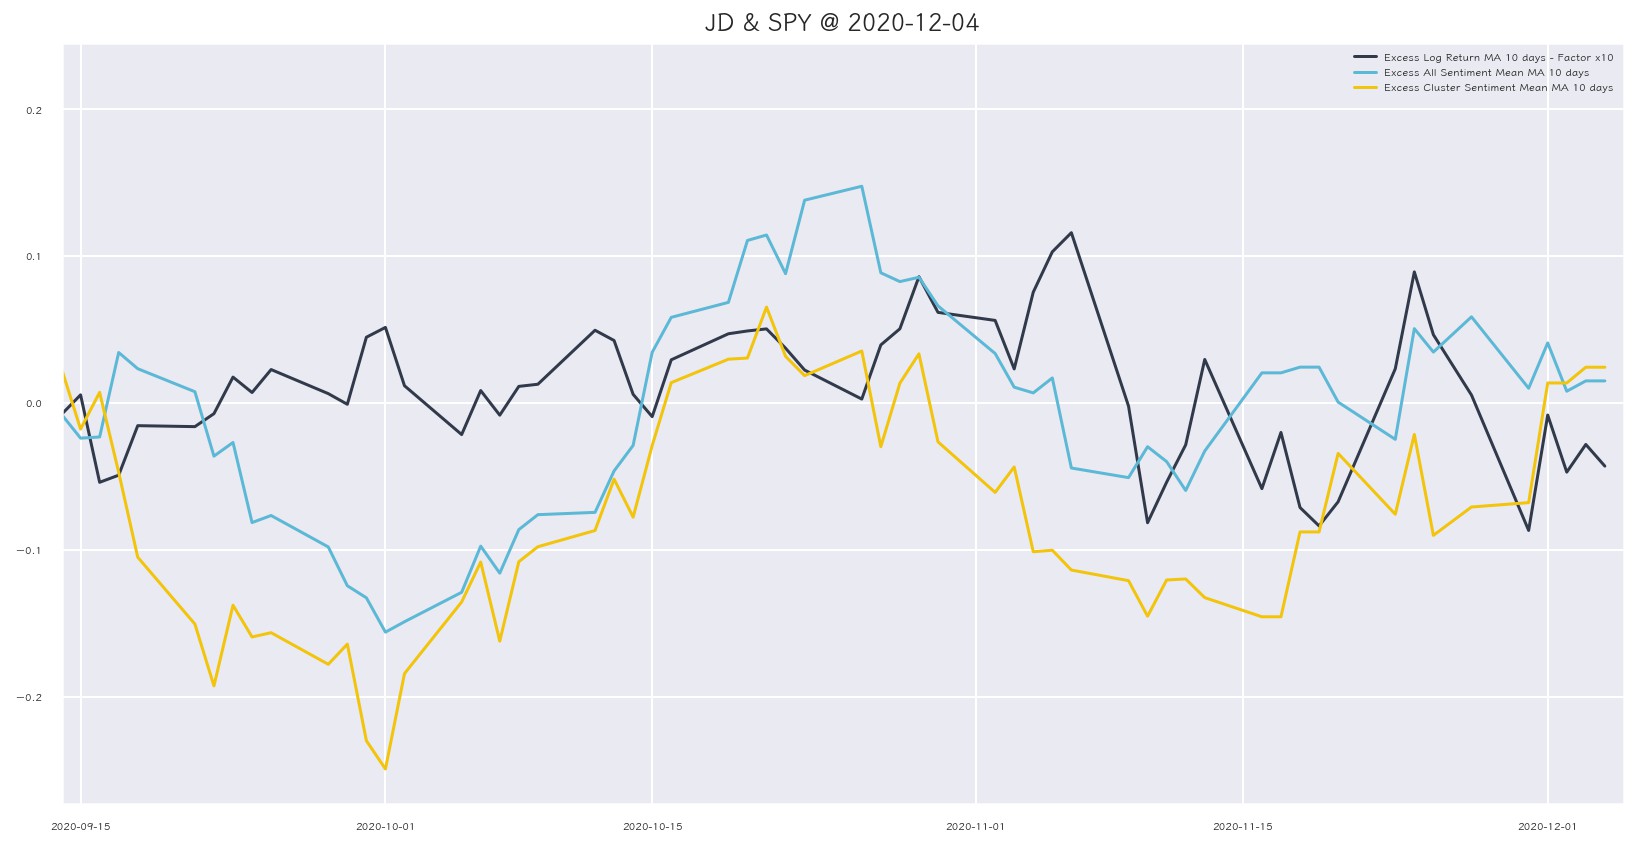 JD & SPY @ 2020-12-04
Excess Log Return MA 10 days - Factor x10
Excess All Sentiment Mean MA 10 days
Excess Cluster Sentiment Mean MA 10 days
0.2
0.1
0.0
−0.1
−0.2
2020-09-15 2020-10-01 2020-10-15 2020-11-01 2020-11-15 2020-12-01